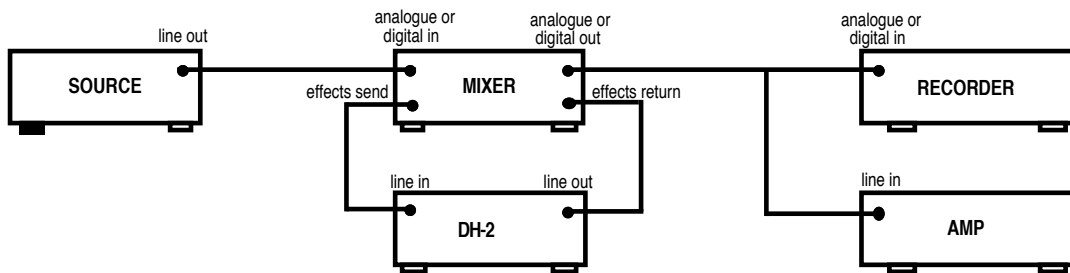 line out
SOURCE
analogue or
digital in
effects send
MIXER
analogue or
digital out
effects return
analogue or
digital in
RECORDER
line in
DH-2
line out
line in
AMP